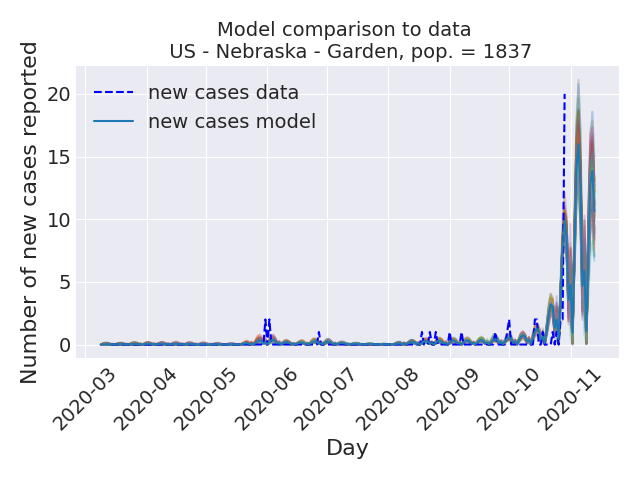 Model comparison to data
US - Nebraska - Garden, pop. = 1837
new cases data
new cases model
Number of new cases reported
20
15
10
5
0
2020-03
2020-04
2020-05
2020-06
2020-07
2020-08
2020-09
2020-10
2020-11
Day